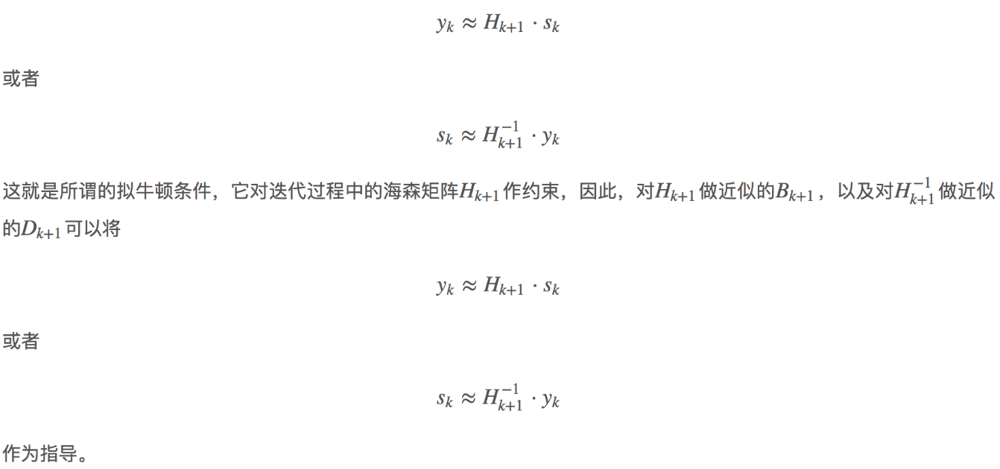 $y_k \approx H_{k+1} \cdot s_k$
或者
$s_k \approx H_{k+1}^{-1} \cdot y_k$
这就是所谓的拟牛顿条件，它对迭代过程中的海森矩阵$H_{k+1}$作约束，因此，对$H_{k+1}$做近似的$B_{k+1}$，以及对$H_{k+1}^{-1}$做近似
的$D_{k+1}$可以将
$y_k \approx H_{k+1} \cdot s_k$
或者
$s_k \approx H_{k+1}^{-1} \cdot y_k$
作为指导。